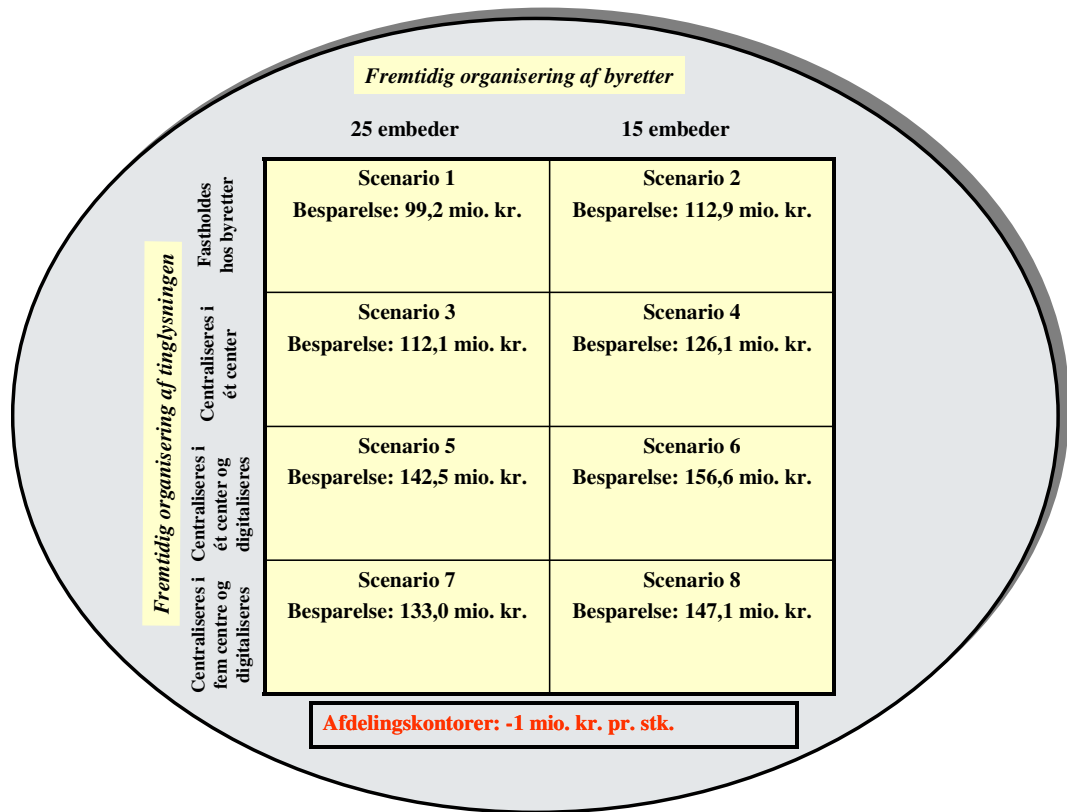 Fremtidig organisering af byretter
25 embeder
15 embeder
Fremtidig organisering af tinglysningen
Fastholdes
hos byretter
Scenario 1
Besparelse: 99,2 mio. kr.
Scenario 2
Besparelse: 112,9 mio. kr.
Centraliseres i
ét center
Scenario 3
Besparelse: 112,1 mio. kr.
Scenario 4
Besparelse: 126,1 mio. kr.
Centraliseres i
ét center og
digitaliseres
Scenario 5
Besparelse: 142,5 mio. kr.
Scenario 6
Besparelse: 156,6 mio. kr.
Centraliseres i
fem centre og
digitaliseres
Scenario 7
Besparelse: 133,0 mio. kr.
Scenario 8
Besparelse: 147,1 mio. kr.
Afdelingskontorer: -1 mio. kr. pr. stk.